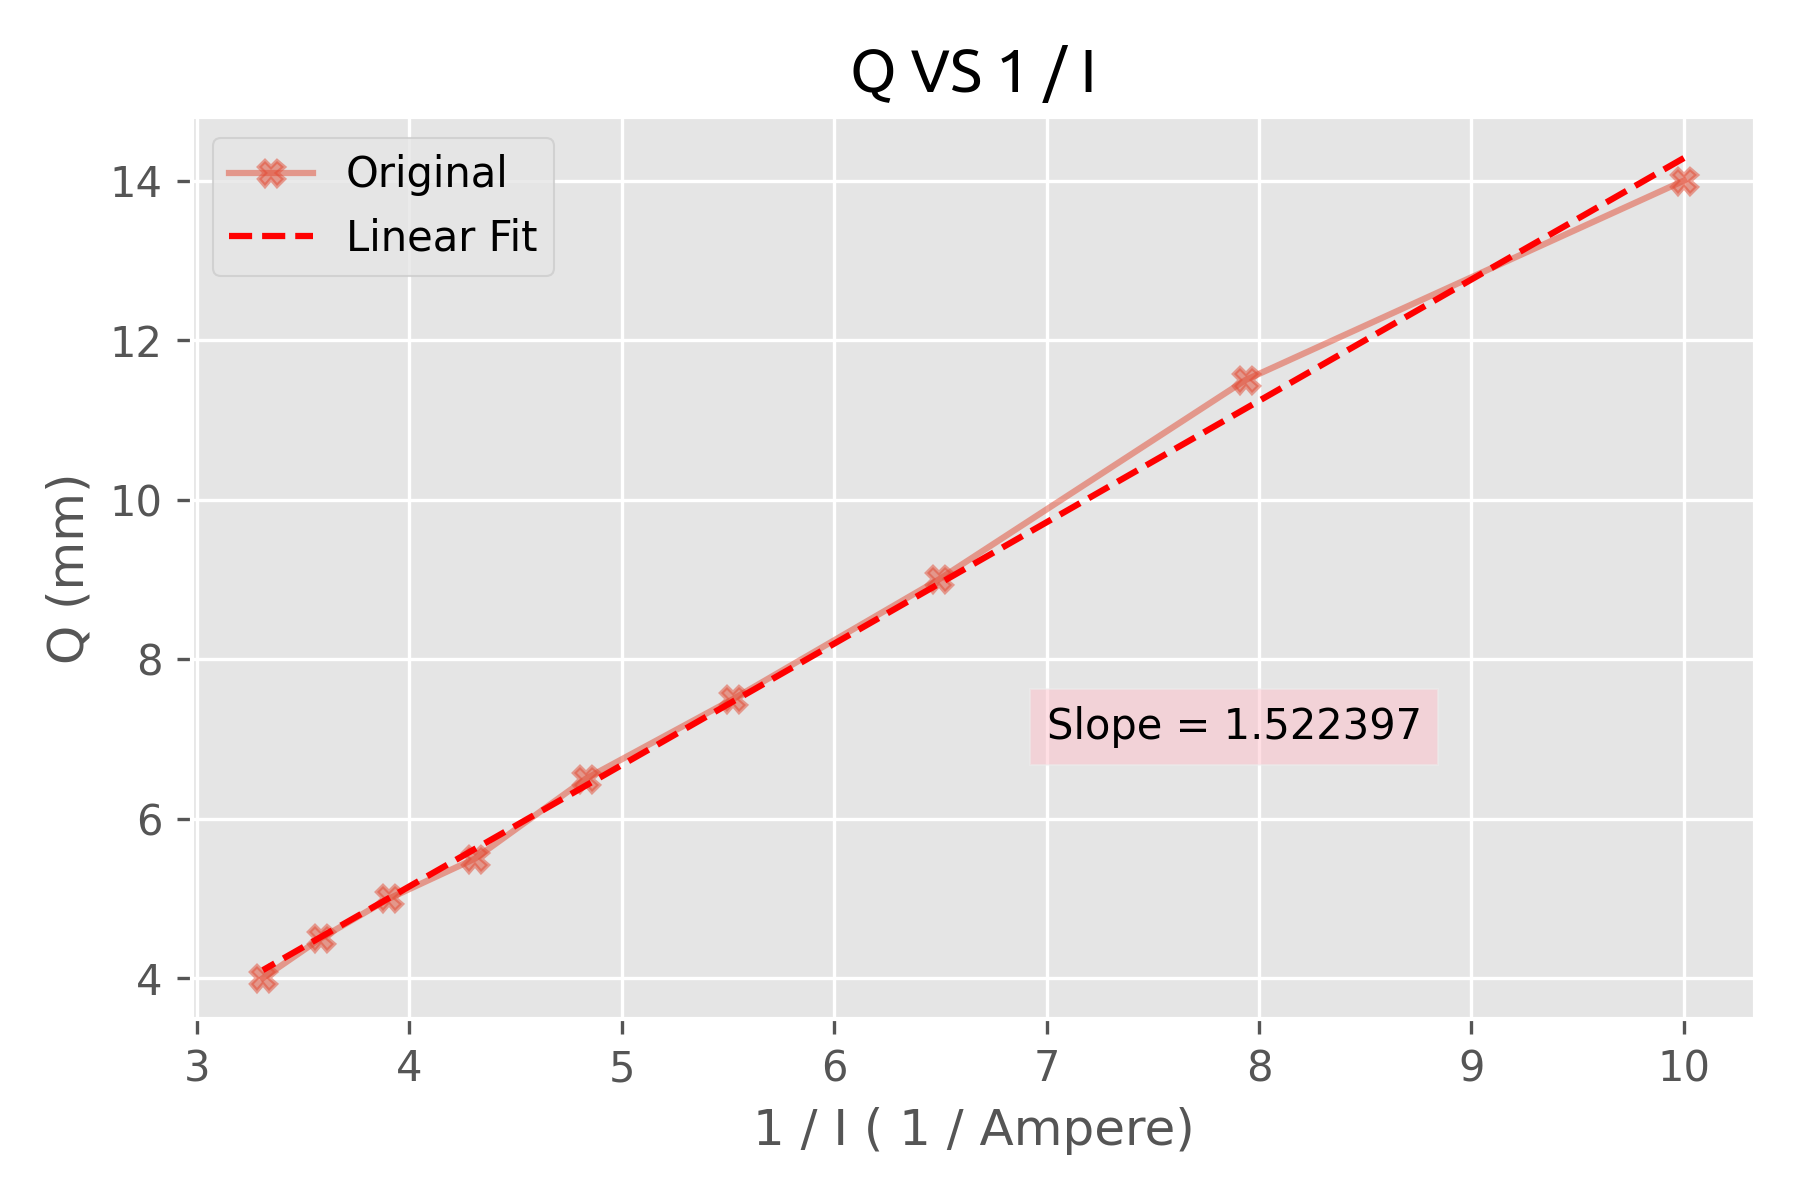 Q VS 1 / I
Original
Linear Fit
14
12
10
8
6
4
Q (mm)
Slope = 1.522397
3 4 5 6 7 8 9 10
1 / I ( 1 / Ampere)